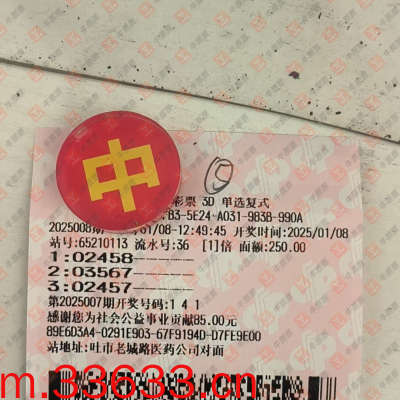 中
彩票 3D 单选复式
B3-5E24-A031-983B-990A
2025008期
01/08-12:49:45 开奖时间:2025/01/08
站号:65210113 流水号:36 [1]倍 面额:250.00
1:02458-
2:03567-
3:02457-
第2025007期开奖号码:1 4 1
感谢您为社会公益事业贡献85.00元
89E6D3A4-0291E903-67F9194D-D7FE9E00
站地址:吐市老城路医药公司对面
m.33633.cn